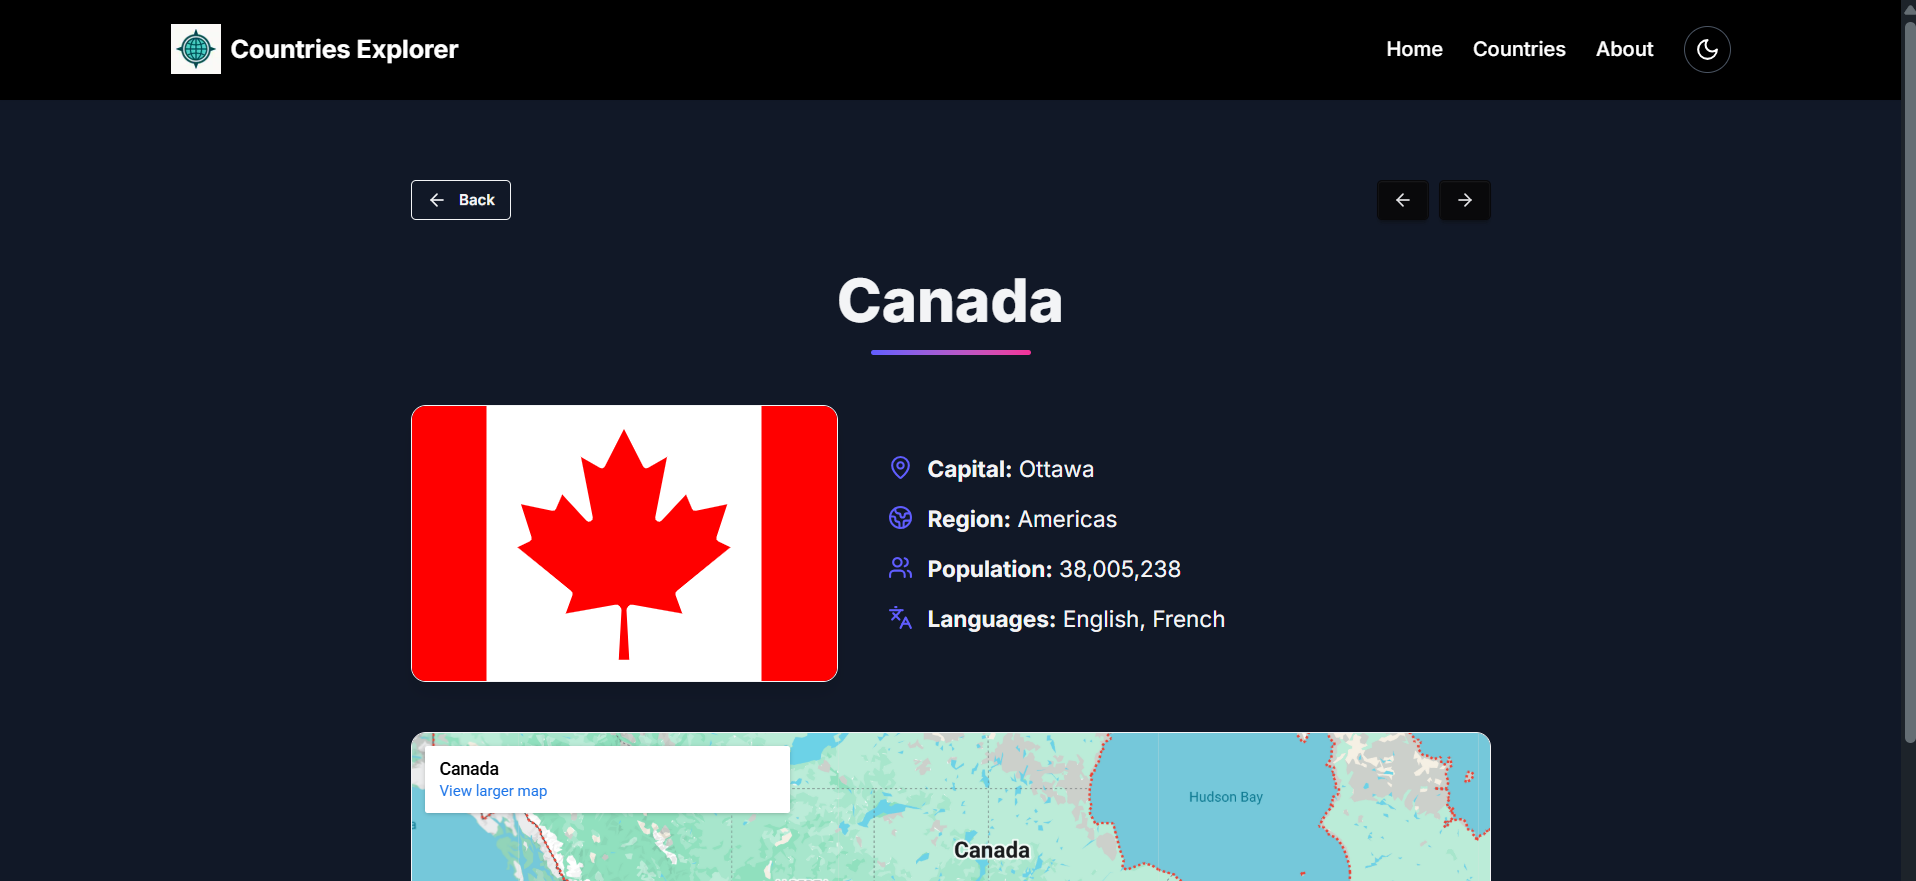 Countries Explorer
Home
Countries
About
Back
Canada
Capital: Ottawa
Region: Americas
Population: 38,005,238
Languages: English, French
Canada
View larger map
Hudson Bay
Canada